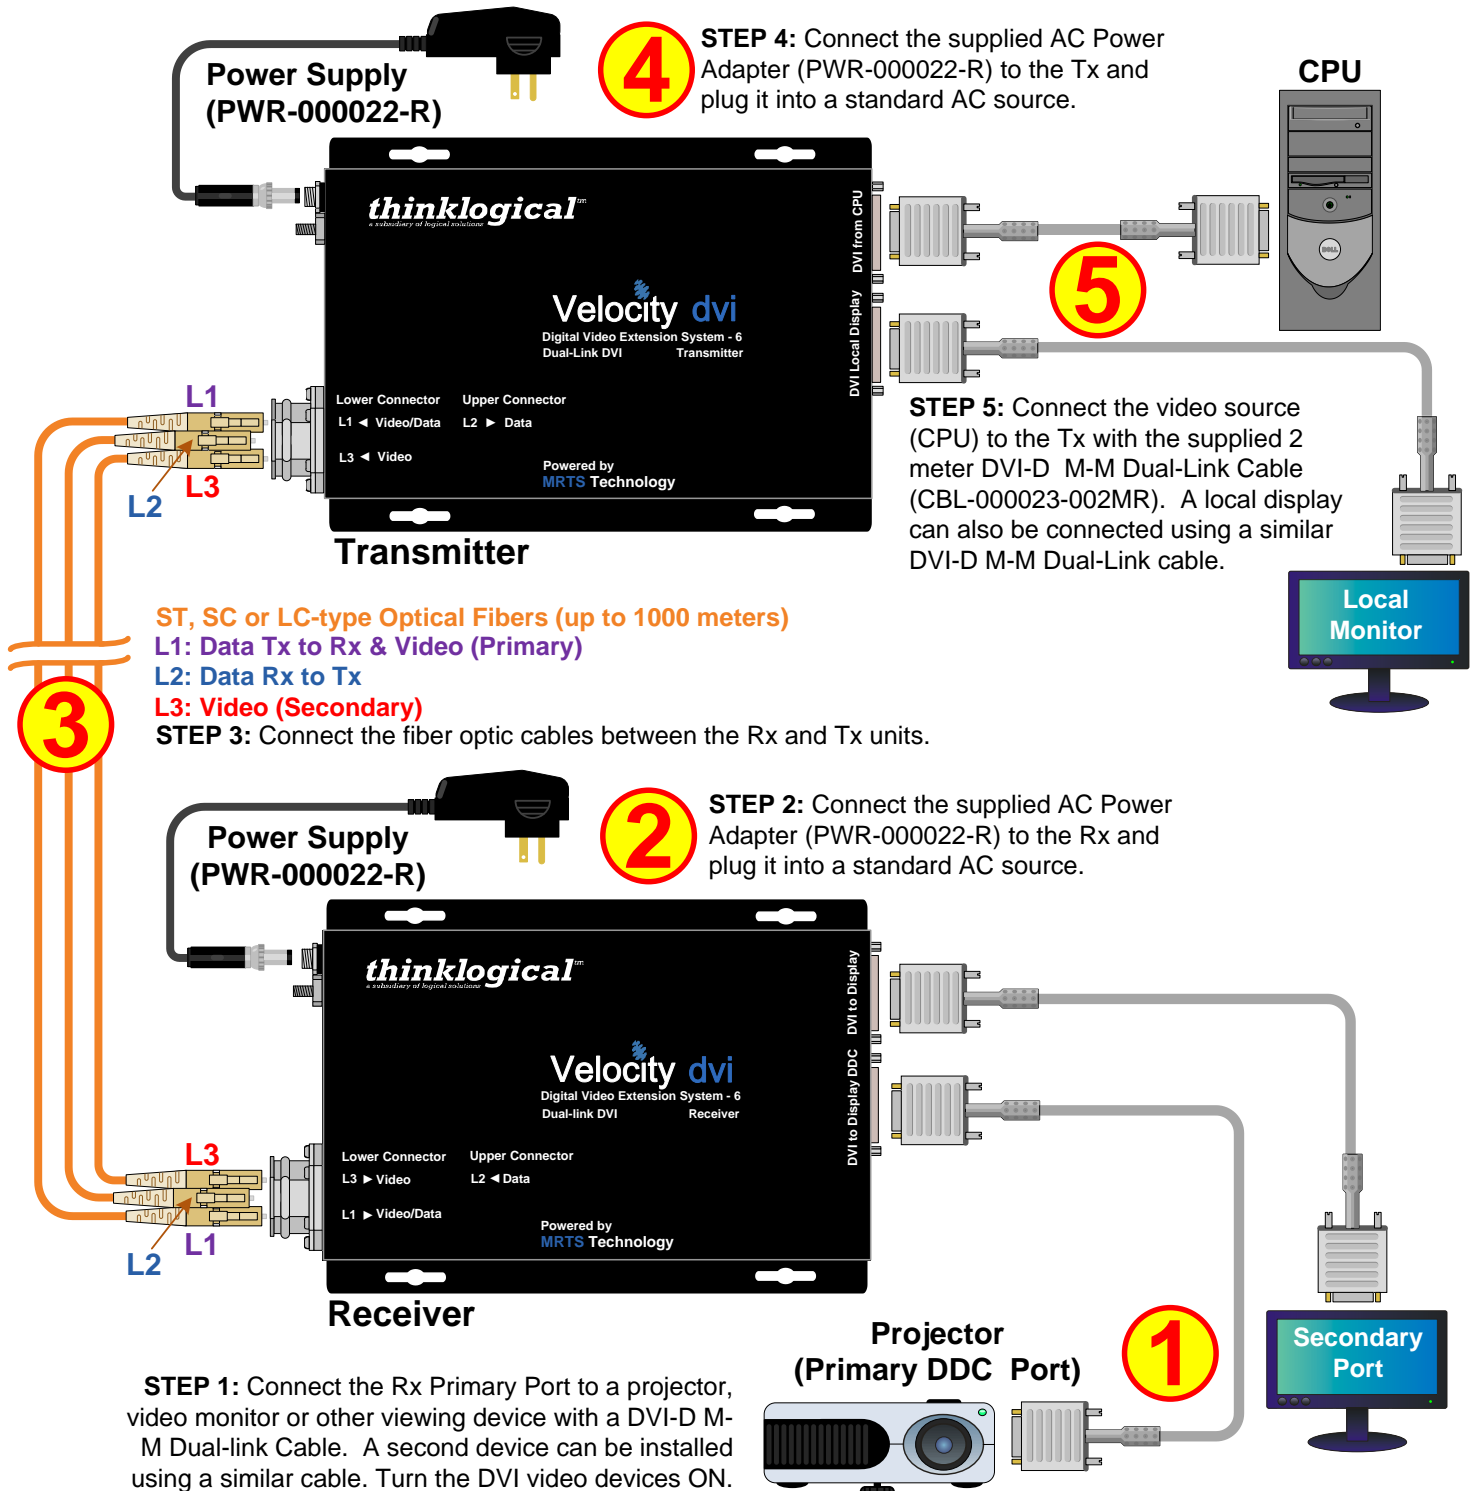 Power Supply
(PWR-000022-R)
4
STEP 4: Connect the supplied AC Power
Adapter (PWR-000022-R) to the Tx and
plug it into a standard AC source.
CPU
DELL
thinklogical™
a subsidiary of logical solutions
Velocity dvi
Digital Video Extension System - 6
Dual-Link DVI Transmitter
Lower Connector Upper Connector
L1 ◄ Video/Data L2 ► Data
L3 ◄ Video
Powered by
MRTS Technology
DVI from CPU
DVI Local Display
5
L1
L2
L3
Transmitter
STEP 5: Connect the video source
(CPU) to the Tx with the supplied 2
meter DVI-D M-M Dual-Link Cable
(CBL-000023-002MR). A local display
can also be connected using a similar
DVI-D M-M Dual-Link cable.
Local
Monitor
ST, SC or LC-type Optical Fibers (up to 1000 meters)
L1: Data Tx to Rx & Video (Primary)
L2: Data Rx to Tx
L3: Video (Secondary)
3
STEP 3: Connect the fiber optic cables between the Rx and Tx units.
Power Supply
(PWR-000022-R)
2
STEP 2: Connect the supplied AC Power
Adapter (PWR-000022-R) to the Rx and
plug it into a standard AC source.
thinklogical™
a subsidiary of logical solutions
Velocity dvi
Digital Video Extension System - 6
Dual-link DVI Receiver
Lower Connector Upper Connector
L3 ► Video L2 ◄ Data
L1 ► Video/Data
Powered by
MRTS Technology
DVI to Display
DVI to Display DDC
L3
L2
L1
Receiver
Projector
(Primary DDC Port)
1
Secondary
Port
STEP 1: Connect the Rx Primary Port to a projector,
video monitor or other viewing device with a DVI-D M-
M Dual-link Cable. A second device can be installed
using a similar cable. Turn the DVI video devices ON.